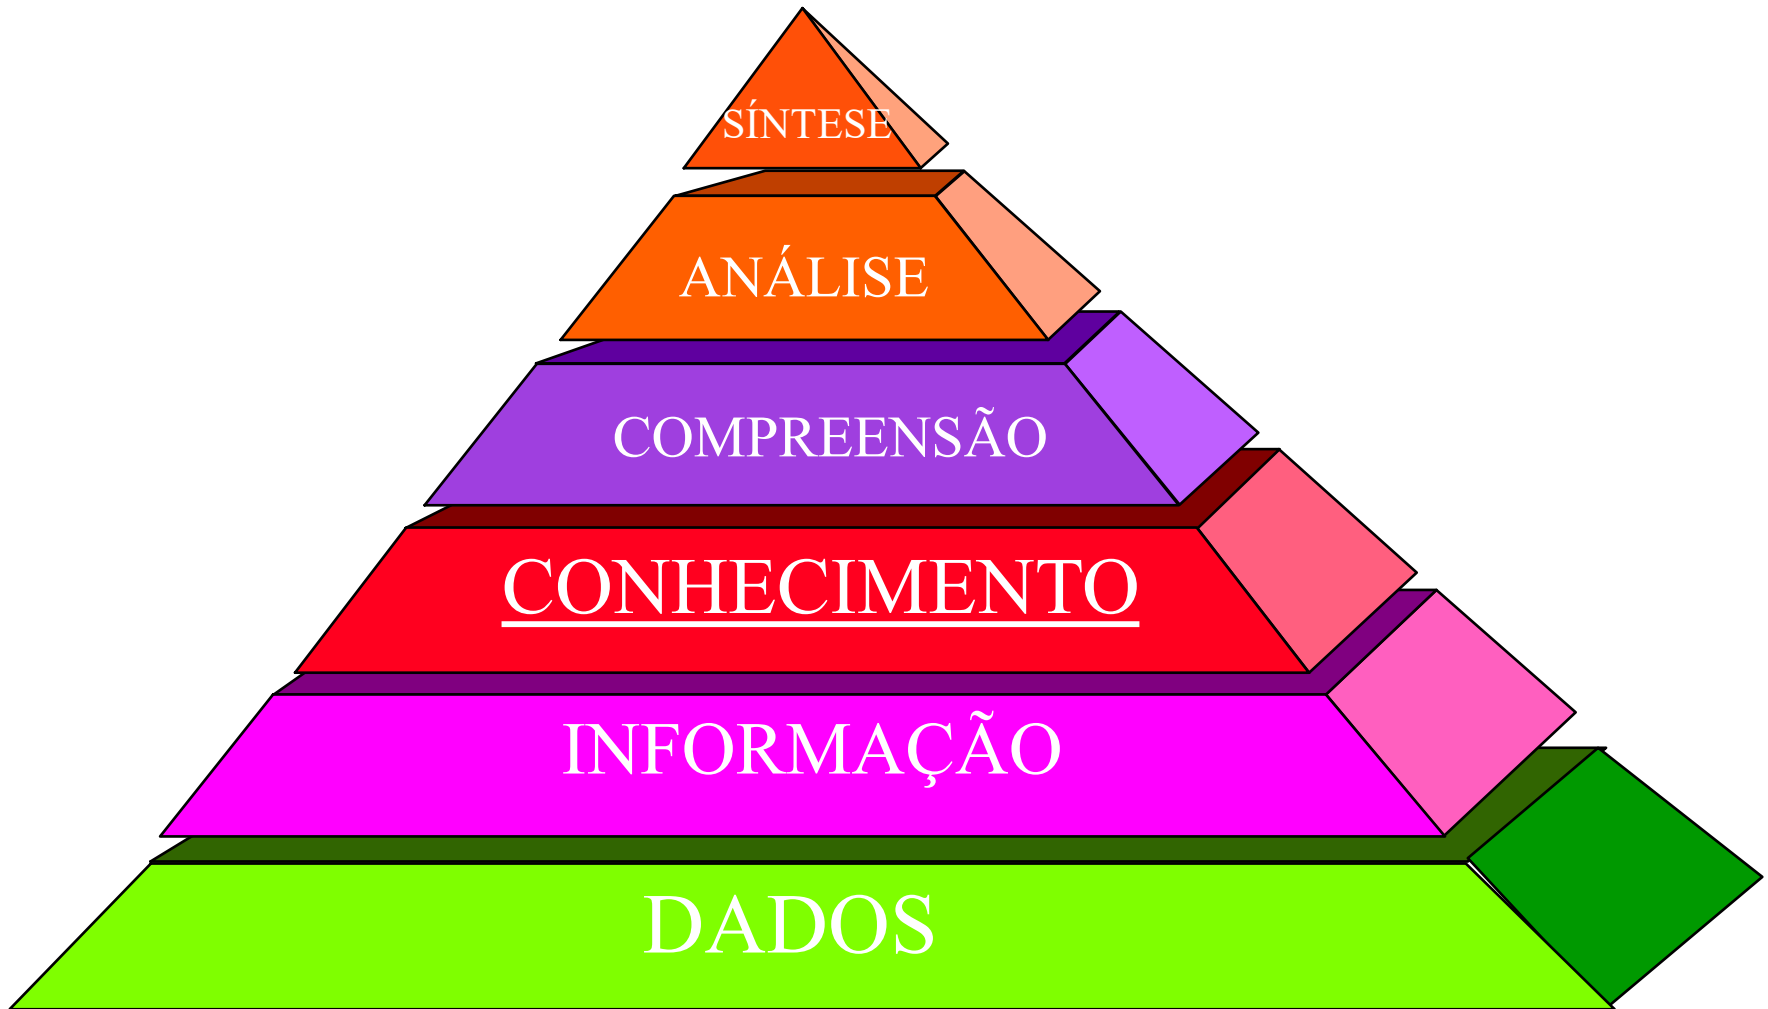 SÍNTESE
ANÁLISE
COMPREENSÃO
CONHECIMENTO
INFORMAÇÃO
DADOS